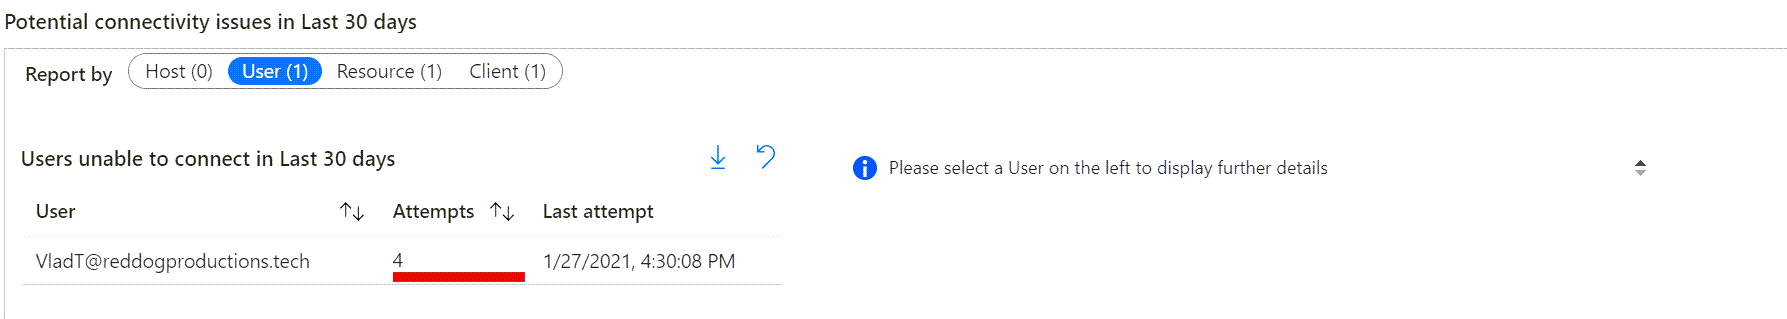 Potential connectivity issues in Last 30 days
Report by Host (0) User (1) Resource (1) Client (1)
Users unable to connect in Last 30 days
Please select a User on the left to display further details
User Attempts Last attempt
VladT@reddogproductions.tech 4 1/27/2021, 4:30:08 PM